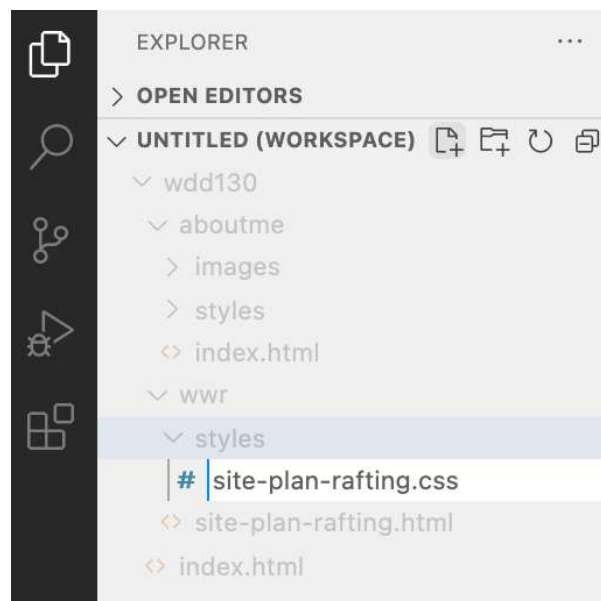 EXPLORER
OPEN EDITORS
UNTITLED (WORKSPACE)
wdd130
aboutme
images
styles
index.html
wwr
styles
# site-plan-rafting.css
site-plan-rafting.html
index.html